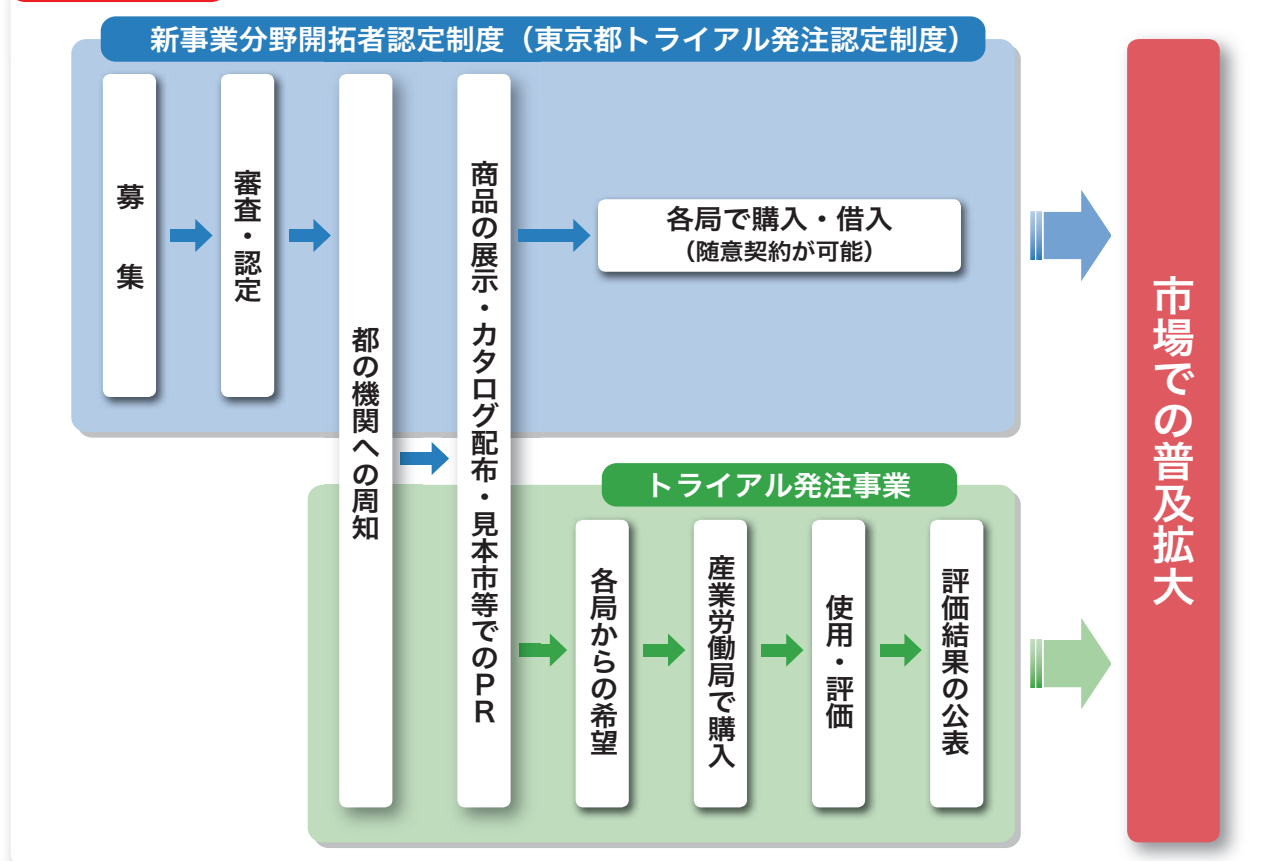 新事業分野開拓者認定制度（東京都トライアル発注認定制度）
募集
審査・認定
都の機関への周知
商品の展示・カタログ配布・見本市等でのＰＲ
各局で購入・借入
（随意契約が可能）
トライアル発注事業
各局からの希望
産業労働局で購入
使用・評価
評価結果の公表
市場での普及拡大